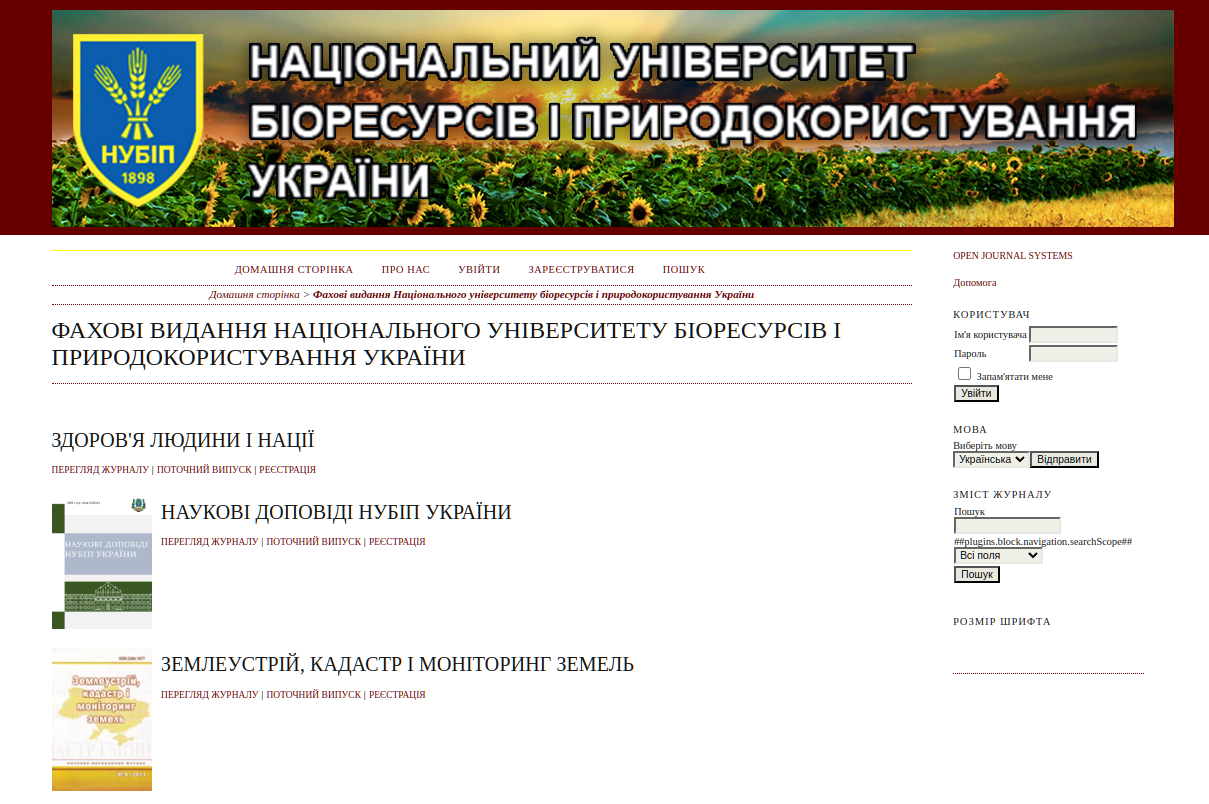 НАЦІОНАЛЬНИЙ УНІВЕРСИТЕТ
БІОРЕСУРСІВ І ПРИРОДОКОРИСТУВАННЯ
УКРАЇНИ
НУБІП
1898
ДОМАШНЯ СТОРІНКА ПРО НАС УВІЙТИ ЗАРЕЄСТРУВАТИСЯ ПОШУК
Домашня сторінка > Фахові видання Національного університету біоресурсів і природокористування України
ФАХОВІ ВИДАННЯ НАЦІОНАЛЬНОГО УНІВЕРСИТЕТУ БІОРЕСУРСІВ І
ПРИРОДОКОРИСТУВАННЯ УКРАЇНИ
ЗДОРОВ'Я ЛЮДИНИ І НАЦІЇ
ПЕРЕГЛЯД ЖУРНАЛУ | ПОТОЧНИЙ ВИПУСК | РЕЄСТРАЦІЯ
НАУКОВІ ДОПОВІДІ
НУБІП УКРАЇНИ
НАУКОВІ ДОПОВІДІ НУБІП УКРАЇНИ
ПЕРЕГЛЯД ЖУРНАЛУ | ПОТОЧНИЙ ВИПУСК | РЕЄСТРАЦІЯ
Землеустрій,
кадастр і
моніторинг
земель
ЗЕМЛЕУСТРІЙ, КАДАСТР І МОНІТОРИНГ ЗЕМЕЛЬ
ПЕРЕГЛЯД ЖУРНАЛУ | ПОТОЧНИЙ ВИПУСК | РЕЄСТРАЦІЯ
OPEN JOURNAL SYSTEMS
Допомога
КОРИСТУВАЧ
Ім'я користувача
Пароль
Запам'ятати мене
Увійти
МОВА
Виберіть мову
Українська Відправити
ЗМІСТ ЖУРНАЛУ
Пошук
##plugins.block.navigation.searchScope##
Всі поля
Пошук
РОЗМІР ШРИФТА